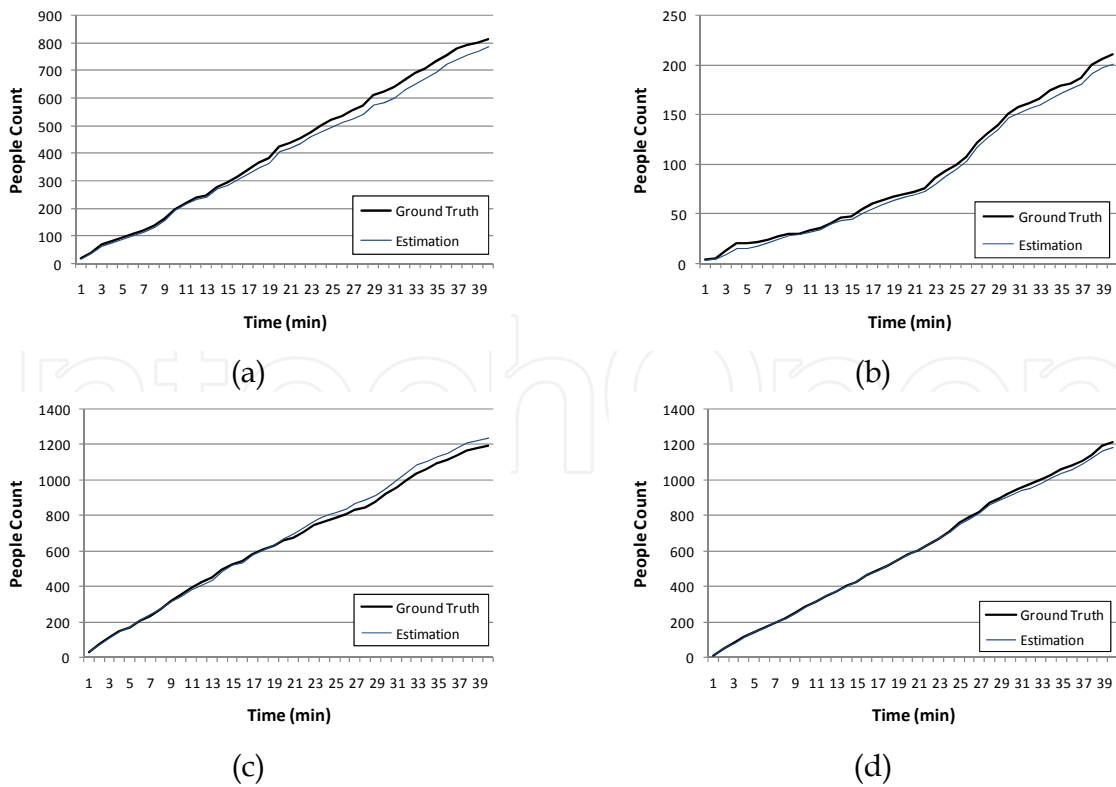 900
800
700
600
500
400
300
200
100
0
People Count
Ground Truth
Estimation
1 3 5 7 9 11 13 15 17 19 21 23 25 27 29 31 33 35 37 39
Time (min)
(a)
250
200
150
100
50
0
People Count
Ground Truth
Estimation
1 3 5 7 9 11 13 15 17 19 21 23 25 27 29 31 33 35 37 39
Time (min)
(b)
1400
1200
1000
800
600
400
200
0
People Count
Ground Truth
Estimation
1 3 5 7 9 11 13 15 17 19 21 23 25 27 29 31 33 35 37 39
Time (min)
(c)
1400
1200
1000
800
600
400
200
0
People Count
Ground Truth
Estimation
1 3 5 7 9 11 13 15 17 19 21 23 25 27 29 31 33 35 37 39
Time (min)
(d)